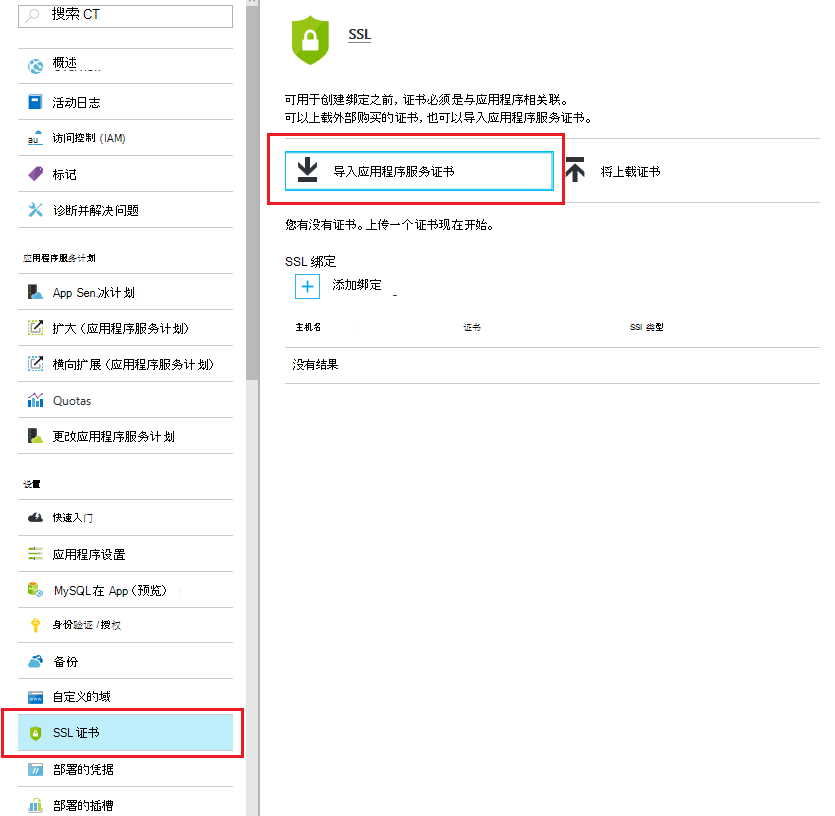 搜索 CT
概述
活动日志
访问控制 (IAM)
标记
诊断并解决问题
应用程序服务计划
App Sen.冰计划
扩大（应用程序服务计划）
横向扩展（应用程序服务计划）
Quotas
更改应用程序服务计划
设置
快速入门
应用程序设置
MySQL在 App（预览）
身份验证 /授权
备份
自定义的域
SSL 证书
部署的凭据
部署的插槽
SSL
可用于创建绑定之前，证书必须是与应用程序相关联。
可以上载外部购买的证书，也可以导入应用程序服务证书。
导入应用程序服务证书
将上载证书
您有没有证书。上传一个证书现在开始。
SSL 绑定
添加绑定
主机名 证书 SSI 类型
没有结果